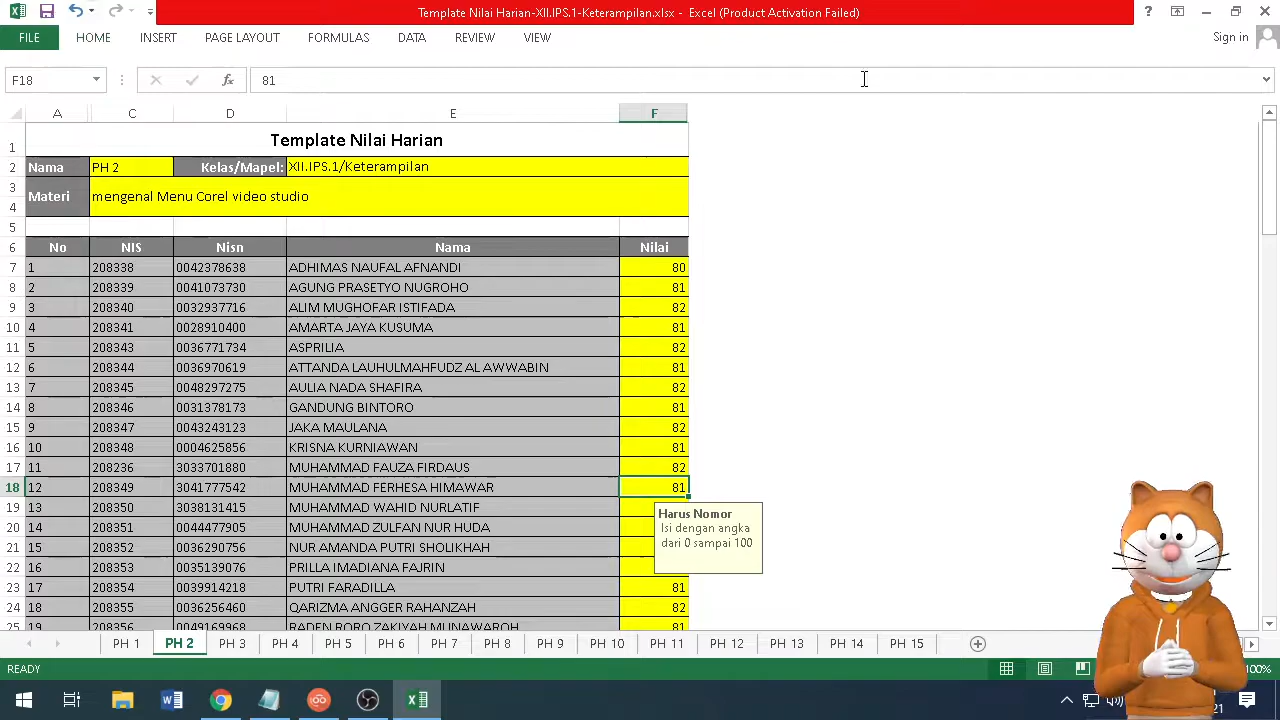 Template Nilai Harian-XII.IPS.1-Keterampilan.xlsx - Excel (Product Activation Failed)
FILE HOME INSERT PAGE LAYOUT FORMULAS DATA REVIEW VIEW Sign in
F18 fx 81
A C D E F
1 Template Nilai Harian
2 Nama PH 2 Kelas/Mapel: XII.IPS.1/Keterampilan
3
Materi mengenal Menu Corel video studio
4
5
6 No NIS Nisn Nama Nilai
7 1 208338 0042378638 ADHIMAS NAUFAL AFNANDI 80
8 2 208339 0041073730 AGUNG PRASETYO NUGROHO 81
9 3 208340 0032937716 ALIM MUGHOFAR ISTIFADA 82
10 4 208341 0028910400 AMARTA JAYA KUSUMA 81
11 5 208343 0036771734 ASPRILIA 82
12 6 208344 0036970619 ATTANDA LAUHULMAHFUDZ AL AWWABIN 81
13 7 208345 0048297275 AULIA NADA SHAFIRA 82
14 8 208346 0031378173 GANDUNG BINTORO 81
15 9 208347 0043243123 JAKA MAULANA 82
16 10 208348 0004625856 KRISNA KURNIAWAN 81
17 11 208236 3033701880 MUHAMMAD FAUZA FIRDAUS 82
18 12 208349 3041777542 MUHAMMAD FERHESA HIMAWAR 81
19 13 208350 3038131415 MUHAMMAD WAHID NURLATIF
20 14 208351 0044477905 MUHAMMAD ZULFAN NUR HUDA
21 15 208352 0036290756 NUR AMANDA PUTRI SHOLIKHAH
22 16 208353 0035139076 PRILLA IMADIANA FAJRIN
23 17 208354 0039914218 PUTRI FARADILLA 81
24 18 208355 0036256460 QARIZMA ANGGER RAHANZAH 82
25 19 208356 0049169968 RADEN RORO ZAKIYAH MUNAWAROH 81
Harus Nomor
Isi dengan angka
dari 0 sampai 100
PH 1 PH 2 PH 3 PH 4 PH 5 PH 6 PH 7 PH 8 PH 9 PH 10 PH 11 PH 12 PH 13 PH 14 PH 15
READY 100%
21